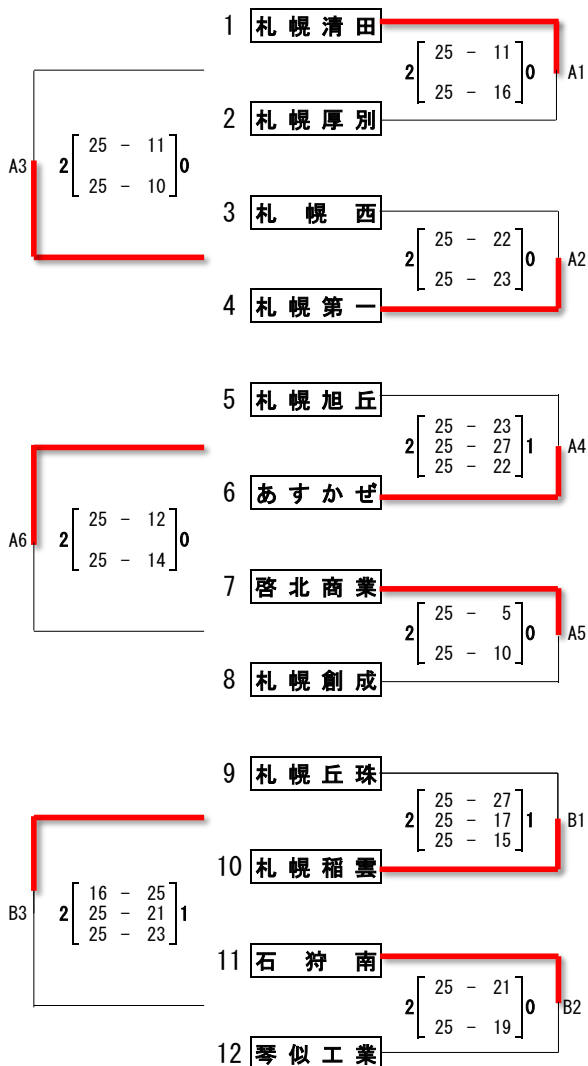 1 札幌清田
2 [ 25 - 11 ] 0 A1
25 - 16
2 札幌厚別
A3 2 [ 25 - 11 ] 0
25 - 10
3 札幌西
2 [ 25 - 22 ] 0 A2
25 - 23
4 札幌第一
5 札幌旭丘
25 - 23
2 [ 25 - 27 ] 1 A4
25 - 22
6 あすかぜ
A6 2 [ 25 - 12 ] 0
25 - 14
7 啓北商業
2 [ 25 - 5 ] 0 A5
25 - 10
8 札幌創成
9 札幌丘珠
25 - 27
2 [ 25 - 17 ] 1 B1
25 - 15
10 札幌稲雲
16 - 25
B3 2 [ 25 - 21 ] 1
25 - 23
11 石狩南
2 [ 25 - 21 ] 0 B2
25 - 19
12 琴似工業